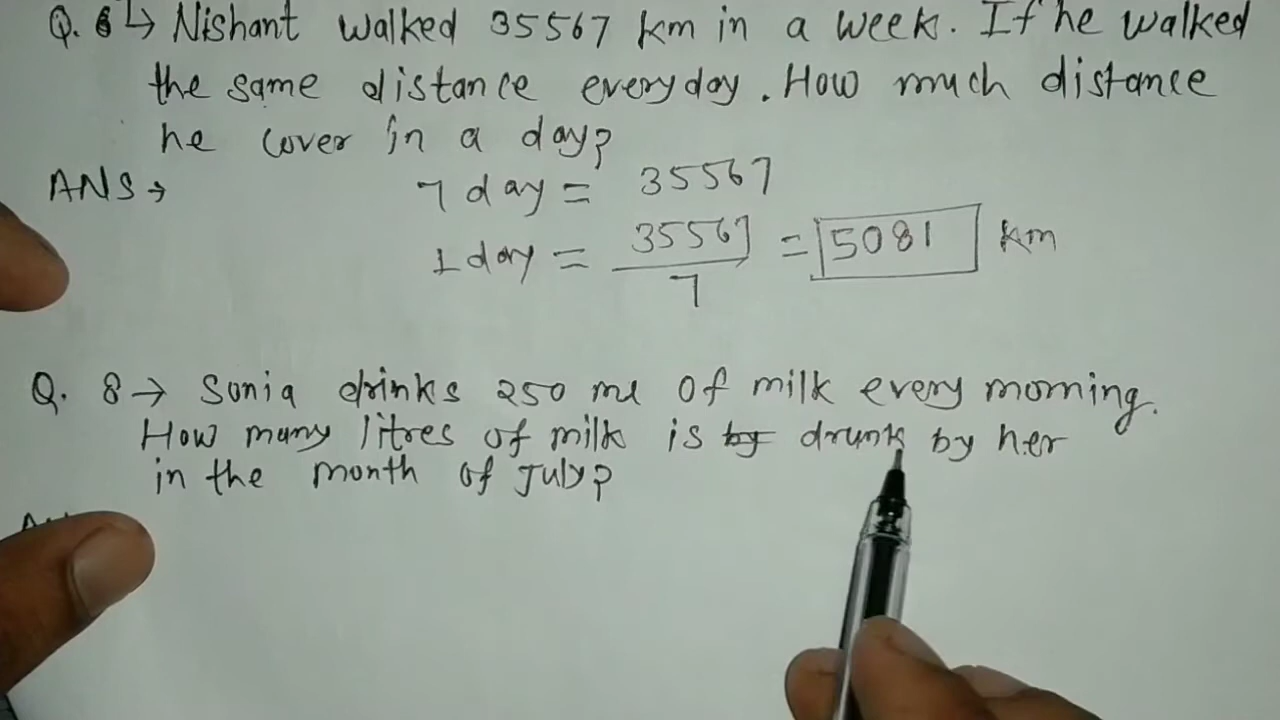 Q. 6 → Nishant walked 35567 km in a week. If he walked
the same distance everyday. How much distance
he cover in a day?
ANS → 7 day = 35567
1 day = 35567 / 7 = 5081 km
Q. 8 → Sonia drinks 250 ml of milk every morning.
How many litres of milk is by drunk by her
in the month of July?